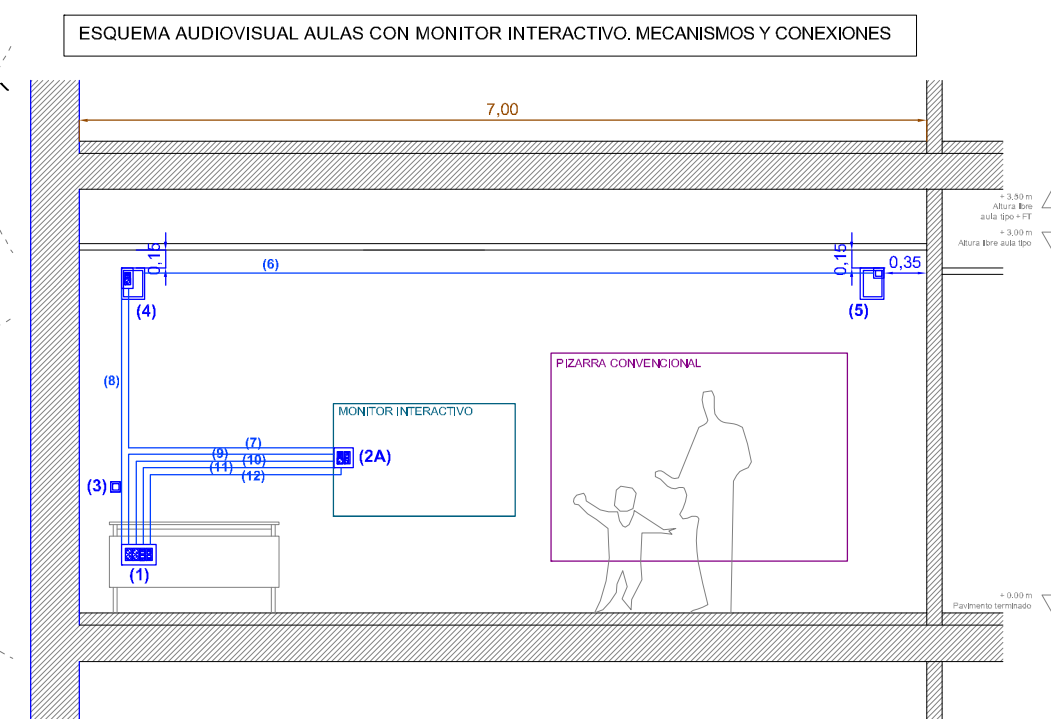 ESQUEMA AUDIOVISUAL AULAS CON MONITOR INTERACTIVO. MECANISMOS Y CONEXIONES
7,00
+ 3,90 m
Altura libre
aula tipo + FT
+ 3,00 m
Altura libre aula tipo
0,15
(6)
0,15
0,35
(4)
(5)
PIZARRA CONVENCIONAL
(8)
MONITOR INTERACTIVO
(7)
(9)
(2A)
(10)
(11)
(12)
(3)
(1)
+ 0.00 m
Pavimento terminado